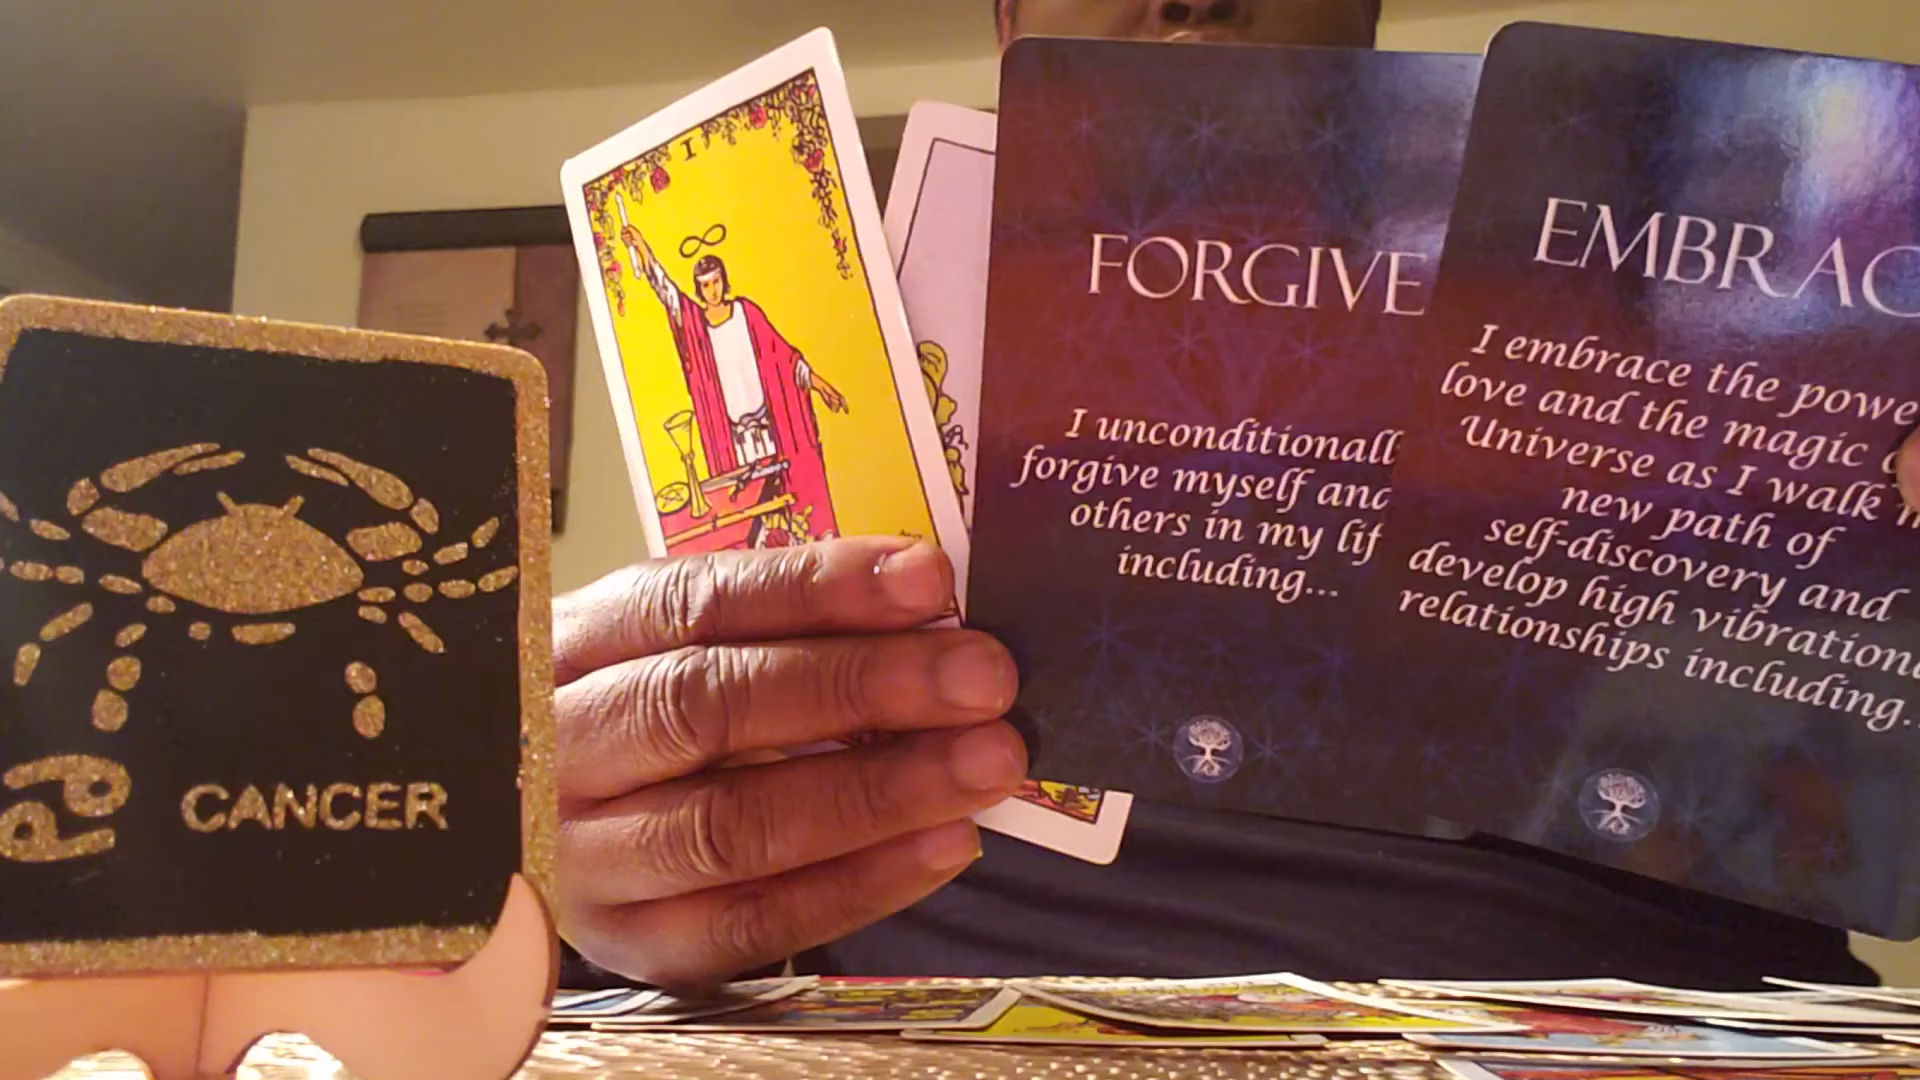 CANCER
I
FORGIVE
I unconditionall
forgive myself and
others in my lif
including...
EMBRAC
I embrace the powe
love and the magic
Universe as I walk
new path of
self-discovery and
develop high vibration
relationships including..